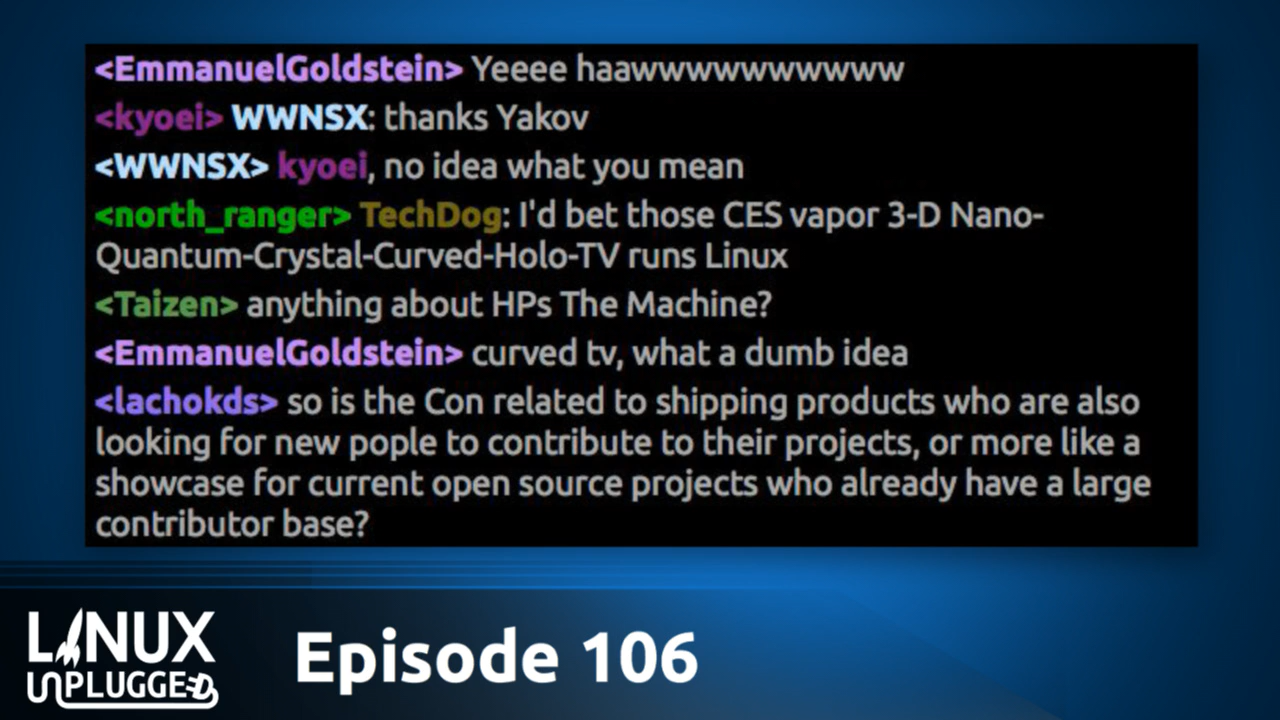 <EmmanuelGoldstein> Yeeee haawwwwwwwwww
<kyoei> WWNSX: thanks Yakov
<WWNSX> kyoei, no idea what you mean
<north_ranger> TechDog: I'd bet those CES vapor 3-D Nano-
Quantum-Crystal-Curved-Holo-TV runs Linux
<Taizen> anything about HPs The Machine?
<EmmanuelGoldstein> curved tv, what a dumb idea
<lachokds> so is the Con related to shipping products who are also
looking for new pople to contribute to their projects, or more like a
showcase for current open source projects who already have a large
contributor base?
LINUX
UNPLUGGED
Episode 106